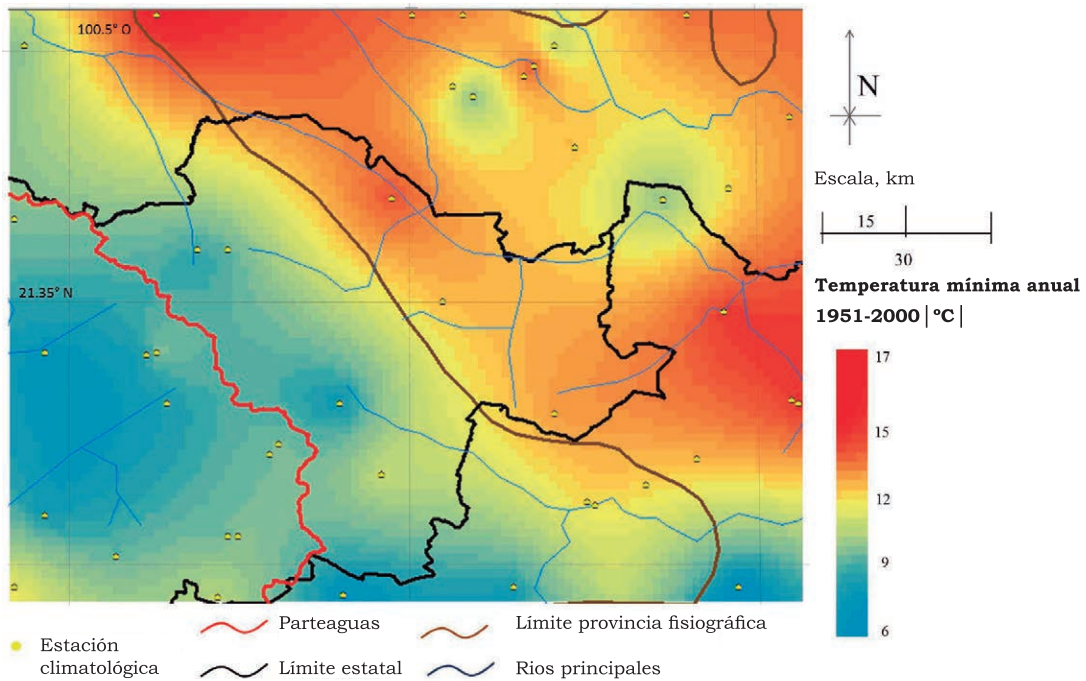 100.5° O
21.35° N
N
Escala, km
15
30
Temperatura mínima anual
1951-2000|ºC|
17
15
12
9
6
Estación
climatológica
Parteaguas
Límite estatal
Límite provincia fisiográfica
Rios principales